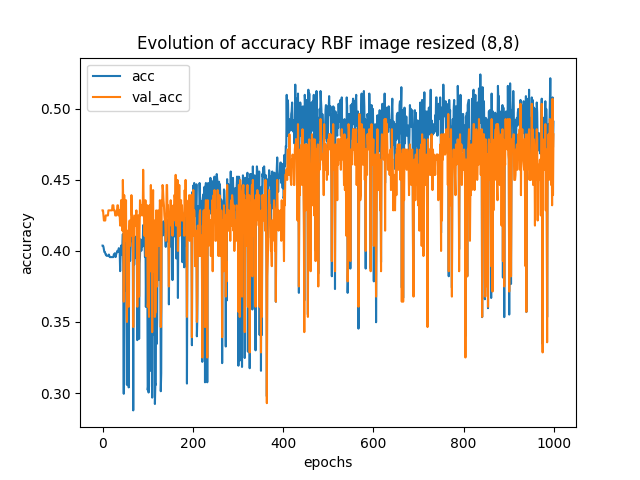 Evolution of accuracy RBF image resized (8,8)
acc
val_acc
0.50
0.45
0.40
0.35
0.30
accuracy
0 200 400 600 800 1000
epochs